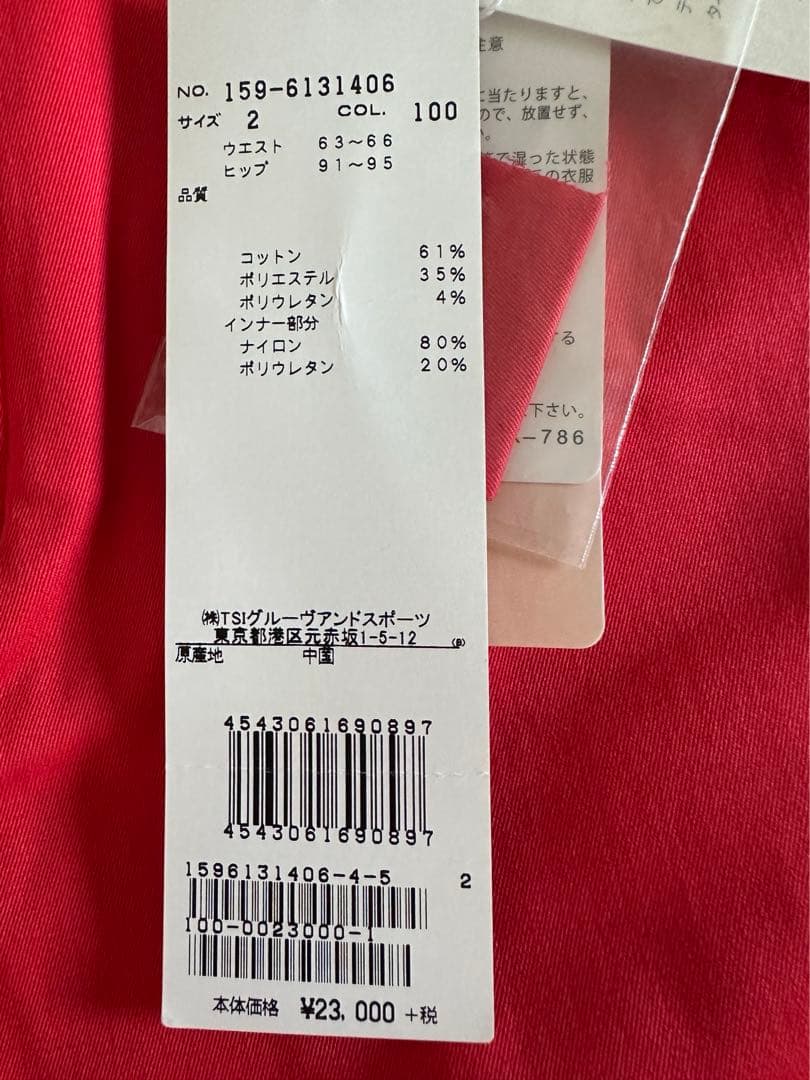 NO. 159-6131406
サイズ 2 COL. 100
ウエスト 63～66
ヒップ 91～95
品質
コットン 61%
ポリエステル 35%
ポリウレタン 4%
インナー部分
ナイロン 80%
ポリウレタン 20%
㈱TSIグルーヴアンドスポーツ
東京都港区元赤坂1-5-12 (B)
原産地 中国
4543061690897
4543061690897
1596131406-4-5 2
100-0023000-1
本体価格 ¥23,000 +税
注意
に当たりますと、
ので、放置せず、
い。
で湿った状態
の衣服
する
下さい。
-786